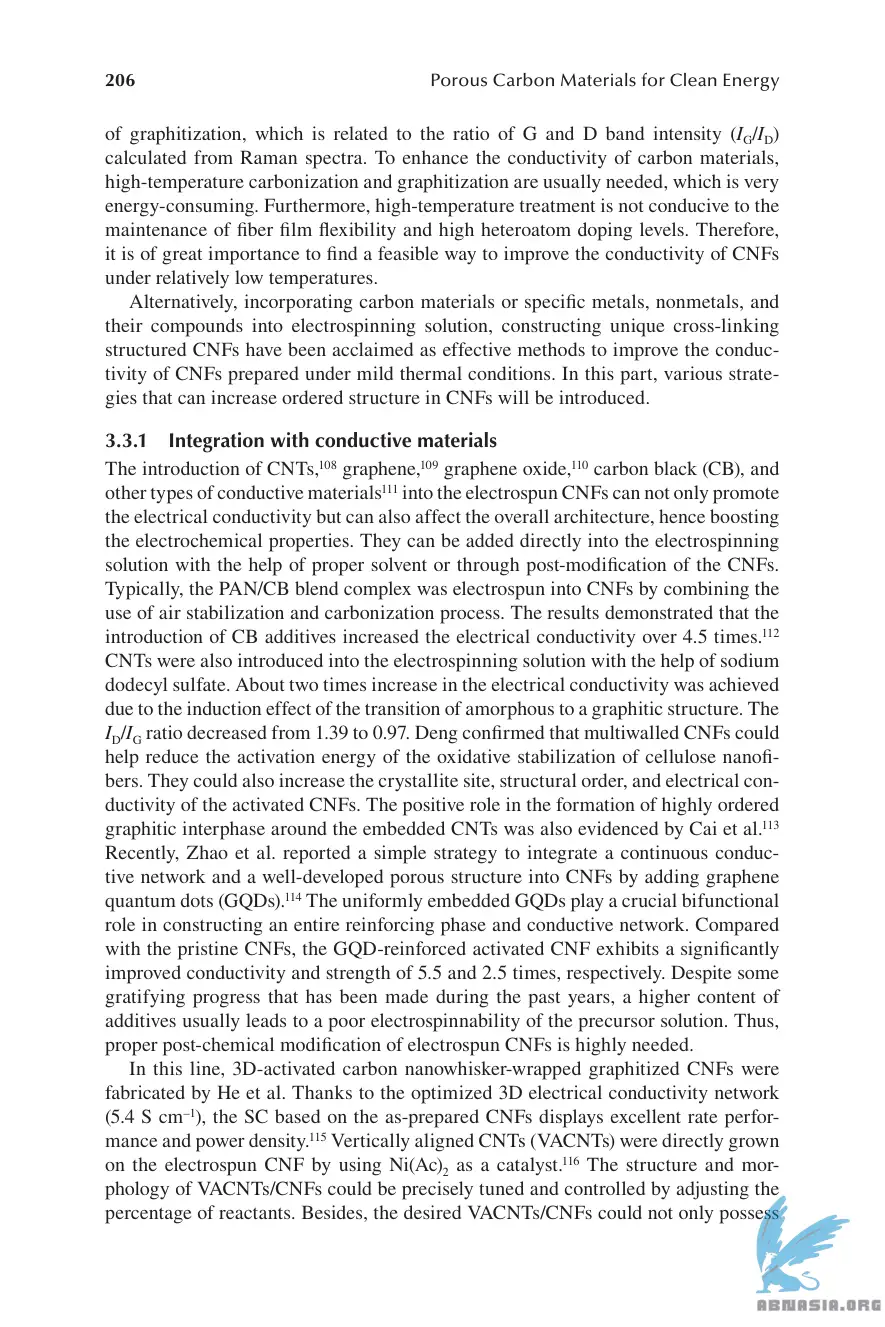 206 Porous Carbon Materials for Clean Energy
of graphitization, which is related to the ratio of G and D band intensity (I_G/I_D)
calculated from Raman spectra. To enhance the conductivity of carbon materials,
high-temperature carbonization and graphitization are usually needed, which is very
energy-consuming. Furthermore, high-temperature treatment is not conducive to the
maintenance of fiber film flexibility and high heteroatom doping levels. Therefore,
it is of great importance to find a feasible way to improve the conductivity of CNFs
under relatively low temperatures.
Alternatively, incorporating carbon materials or specific metals, nonmetals, and
their compounds into electrospinning solution, constructing unique cross-linking
structured CNFs have been acclaimed as effective methods to improve the conduc-
tivity of CNFs prepared under mild thermal conditions. In this part, various strate-
gies that can increase ordered structure in CNFs will be introduced.
3.3.1 Integration with conductive materials
The introduction of CNTs,¹⁰⁸ graphene,¹⁰⁹ graphene oxide,¹¹⁰ carbon black (CB), and
other types of conductive materials¹¹¹ into the electrospun CNFs can not only promote
the electrical conductivity but can also affect the overall architecture, hence boosting
the electrochemical properties. They can be added directly into the electrospinning
solution with the help of proper solvent or through post-modification of the CNFs.
Typically, the PAN/CB blend complex was electrospun into CNFs by combining the
use of air stabilization and carbonization process. The results demonstrated that the
introduction of CB additives increased the electrical conductivity over 4.5 times.¹¹²
CNTs were also introduced into the electrospinning solution with the help of sodium
dodecyl sulfate. About two times increase in the electrical conductivity was achieved
due to the induction effect of the transition of amorphous to a graphitic structure. The
I_D/I_G ratio decreased from 1.39 to 0.97. Deng confirmed that multiwalled CNFs could
help reduce the activation energy of the oxidative stabilization of cellulose nanofi-
bers. They could also increase the crystallite site, structural order, and electrical con-
ductivity of the activated CNFs. The positive role in the formation of highly ordered
graphitic interphase around the embedded CNTs was also evidenced by Cai et al.¹¹³
Recently, Zhao et al. reported a simple strategy to integrate a continuous conduc-
tive network and a well-developed porous structure into CNFs by adding graphene
quantum dots (GQDs).¹¹⁴ The uniformly embedded GQDs play a crucial bifunctional
role in constructing an entire reinforcing phase and conductive network. Compared
with the pristine CNFs, the GQD-reinforced activated CNF exhibits a significantly
improved conductivity and strength of 5.5 and 2.5 times, respectively. Despite some
gratifying progress that has been made during the past years, a higher content of
additives usually leads to a poor electrospinnability of the precursor solution. Thus,
proper post-chemical modification of electrospun CNFs is highly needed.
In this line, 3D-activated carbon nanowhisker-wrapped graphitized CNFs were
fabricated by He et al. Thanks to the optimized 3D electrical conductivity network
(5.4 S cm⁻¹), the SC based on the as-prepared CNFs displays excellent rate perfor-
mance and power density.¹¹⁵ Vertically aligned CNTs (VACNTs) were directly grown
on the electrospun CNF by using Ni(Ac)₂ as a catalyst.¹¹⁶ The structure and mor-
phology of VACNTs/CNFs could be precisely tuned and controlled by adjusting the
percentage of reactants. Besides, the desired VACNTs/CNFs could not only possess
ABNASIA.ORG